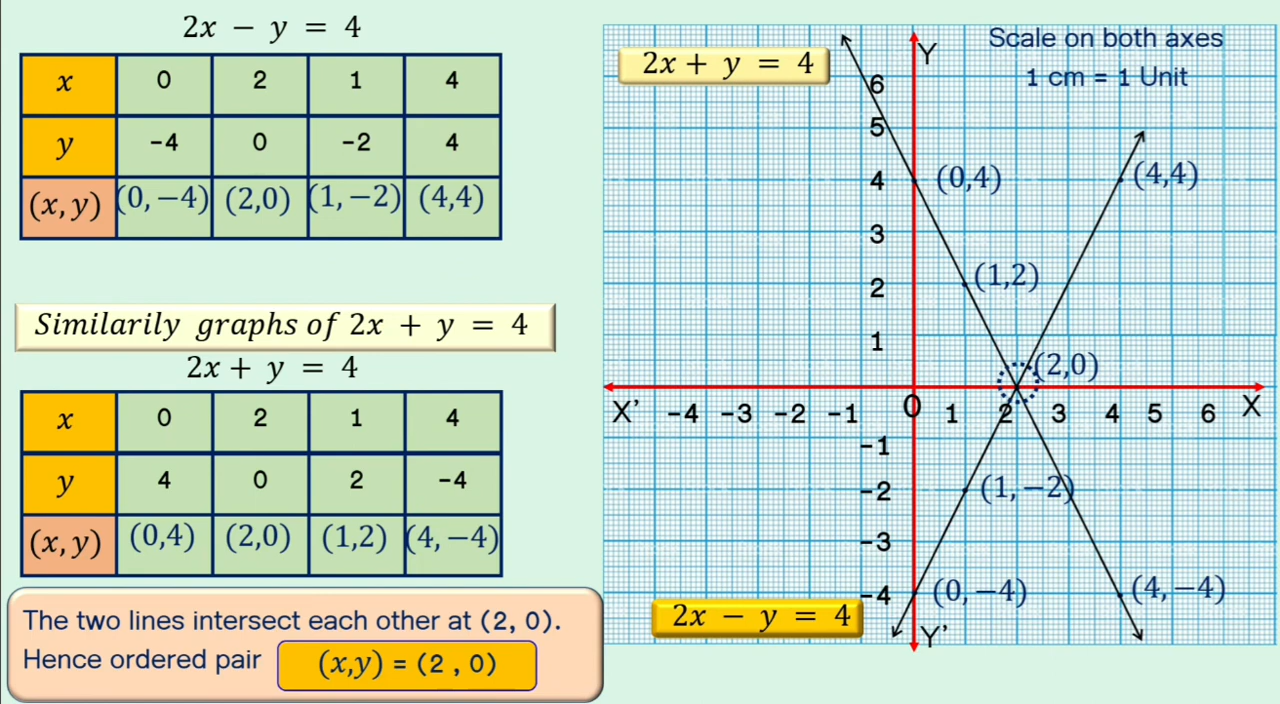 2x − y = 4
x 0 2 1 4
y −4 0 −2 4
(x, y) (0, −4) (2,0) (1, −2) (4,4)
Similarily graphs of 2x + y = 4
2x + y = 4
x 0 2 1 4
y 4 0 2 −4
(x, y) (0,4) (2,0) (1,2) (4, −4)
The two lines intersect each other at (2, 0).
Hence ordered pair (x,y) = (2 , 0)
2x + y = 4
Y
Scale on both axes
1 cm = 1 Unit
6
5
4 (0,4) (4,4)
3
2 (1,2)
1
(2,0)
X' −4 −3 −2 −1 0 1 2 3 4 5 6 X
−1
−2 (1, −2)
−3
−4 (0, −4) (4, −4)
2x − y = 4
Y'